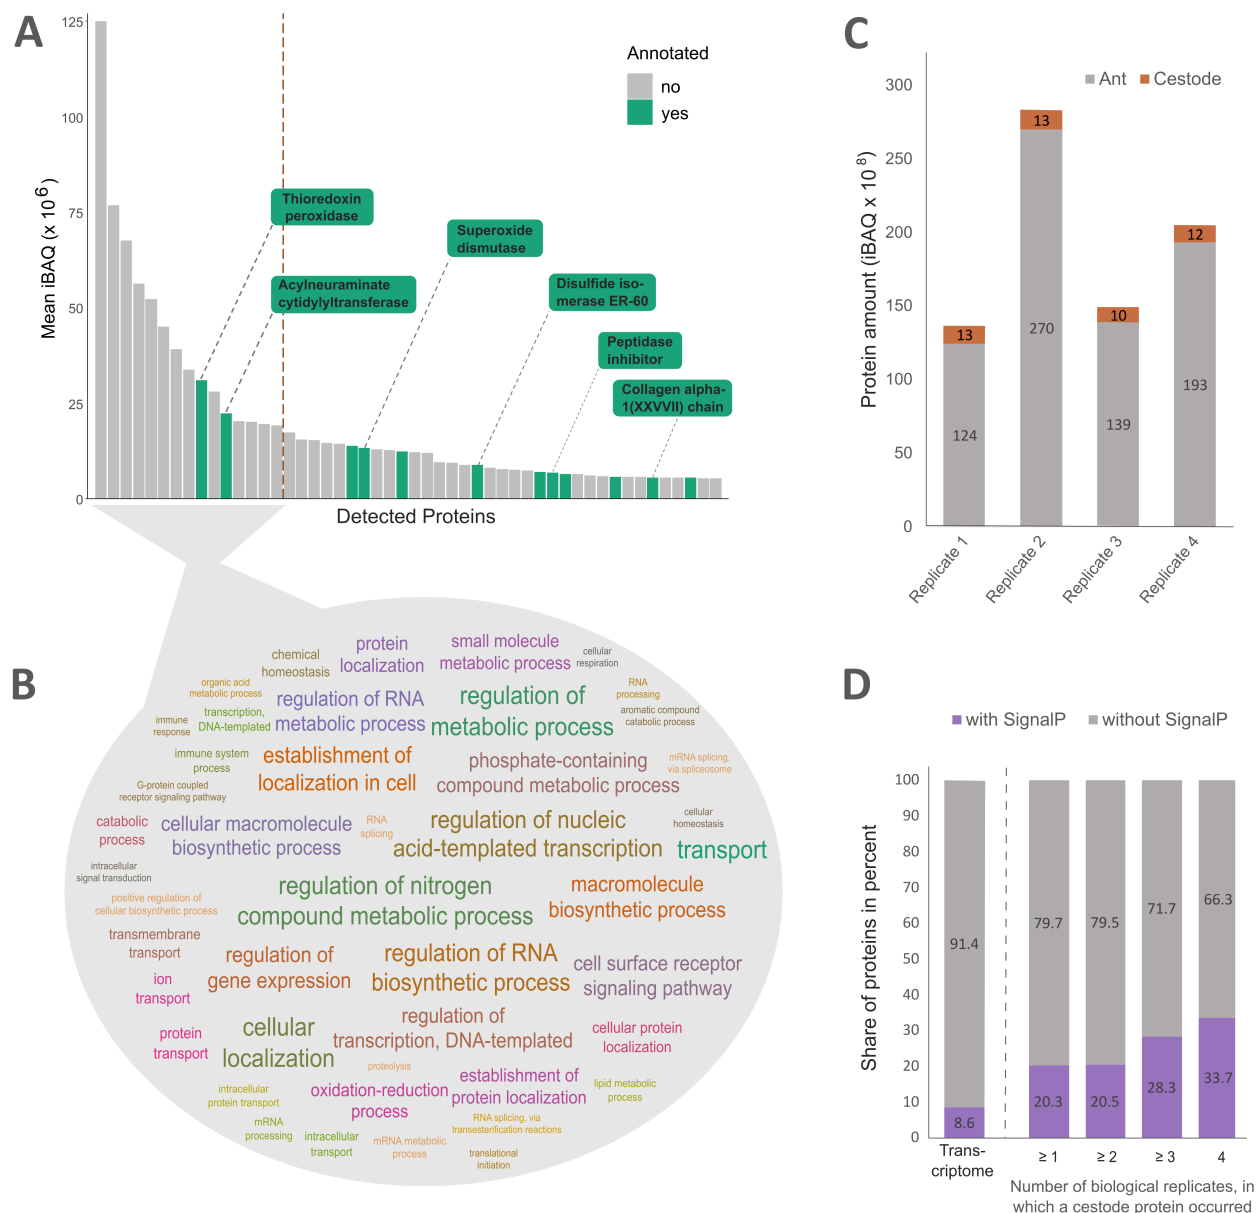 A
125
100
75
50
25
0
Mean iBAQ (x 10 6)
Annotated
no
yes
Thioredoxin
peroxidase
Acylneuraminate
cytidylyltransferase
Superoxide
dismutase
Disulfide iso-
merase ER-60
Peptidase
inhibitor
Collagen alpha-
1(XXVVII) chain
Detected Proteins
B
protein
localization
small molecule
metabolic process
cellular
respiration
chemical
homeostasis
organic acid
metabolic process
regulation of RNA
metabolic process
regulation of
metabolic process
RNA
processing
aromatic compound
catabolic process
transcription,
DNA-templated
immune
response
immune system
process
establishment of
localization in cell
phosphate-containing
compound metabolic process
mRNA splicing,
via spliceosome
G-protein coupled
receptor signaling pathway
catabolic
process
cellular macromolecule
biosynthetic process
RNA
splicing
regulation of nucleic
acid-templated transcription
cellular
homeostasis
transport
intracellular
signal transduction
regulation of nitrogen
compound metabolic process
macromolecule
biosynthetic process
positive regulation of
cellular biosynthetic process
transmembrane
transport
regulation of
gene expression
regulation of RNA
biosynthetic process
cell surface receptor
signaling pathway
ion
transport
protein
transport
cellular
localization
regulation of
transcription, DNA-templated
cellular protein
localization
proteolysis
intracellular
protein transport
oxidation-reduction
process
establishment of
protein localization
lipid metabolic
process
mRNA
processing
intracellular
transport
mRNA metabolic
process
RNA splicing, via
transesterification reactions
translational
initiation
C
Ant
Cestode
300
250
200
150
100
50
0
Protein amount (iBAQ x 10 8)
13
124
13
270
10
139
12
193
Replicate 1
Replicate 2
Replicate 3
Replicate 4
D
with SignalP
without SignalP
100
90
80
70
60
50
40
30
20
10
0
Share of proteins in percent
91.4
8.6
79.7
20.3
79.5
20.5
71.7
28.3
66.3
33.7
Trans-
criptome
≥ 1
≥ 2
≥ 3
4
Number of biological replicates, in
which a cestode protein occurred